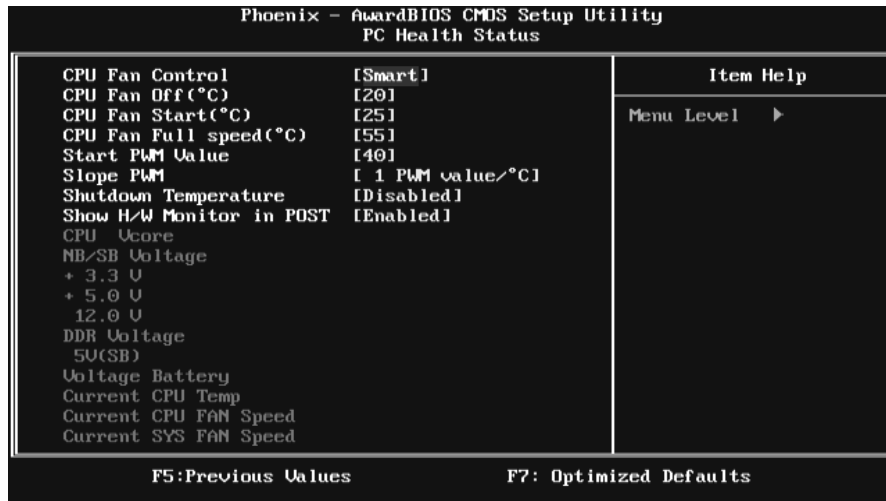 Phoenix - AwardBIOS CMOS Setup Utility
PC Health Status
CPU Fan Control [Smart]
CPU Fan Off(°C) [20]
CPU Fan Start(°C) [25]
CPU Fan Full speed(°C) [55]
Start PWM Value [40]
Slope PWM [ 1 PWM value/°C]
Shutdown Temperature [Disabled]
Show H/W Monitor in POST [Enabled]
CPU Vcore
NB/SB Voltage
+ 3.3 V
+ 5.0 V
12.0 V
DDR Voltage
5V(SB)
Voltage Battery
Current CPU Temp
Current CPU FAN Speed
Current SYS FAN Speed
Item Help
Menu Level ▶
F5:Previous Values F7: Optimized Defaults